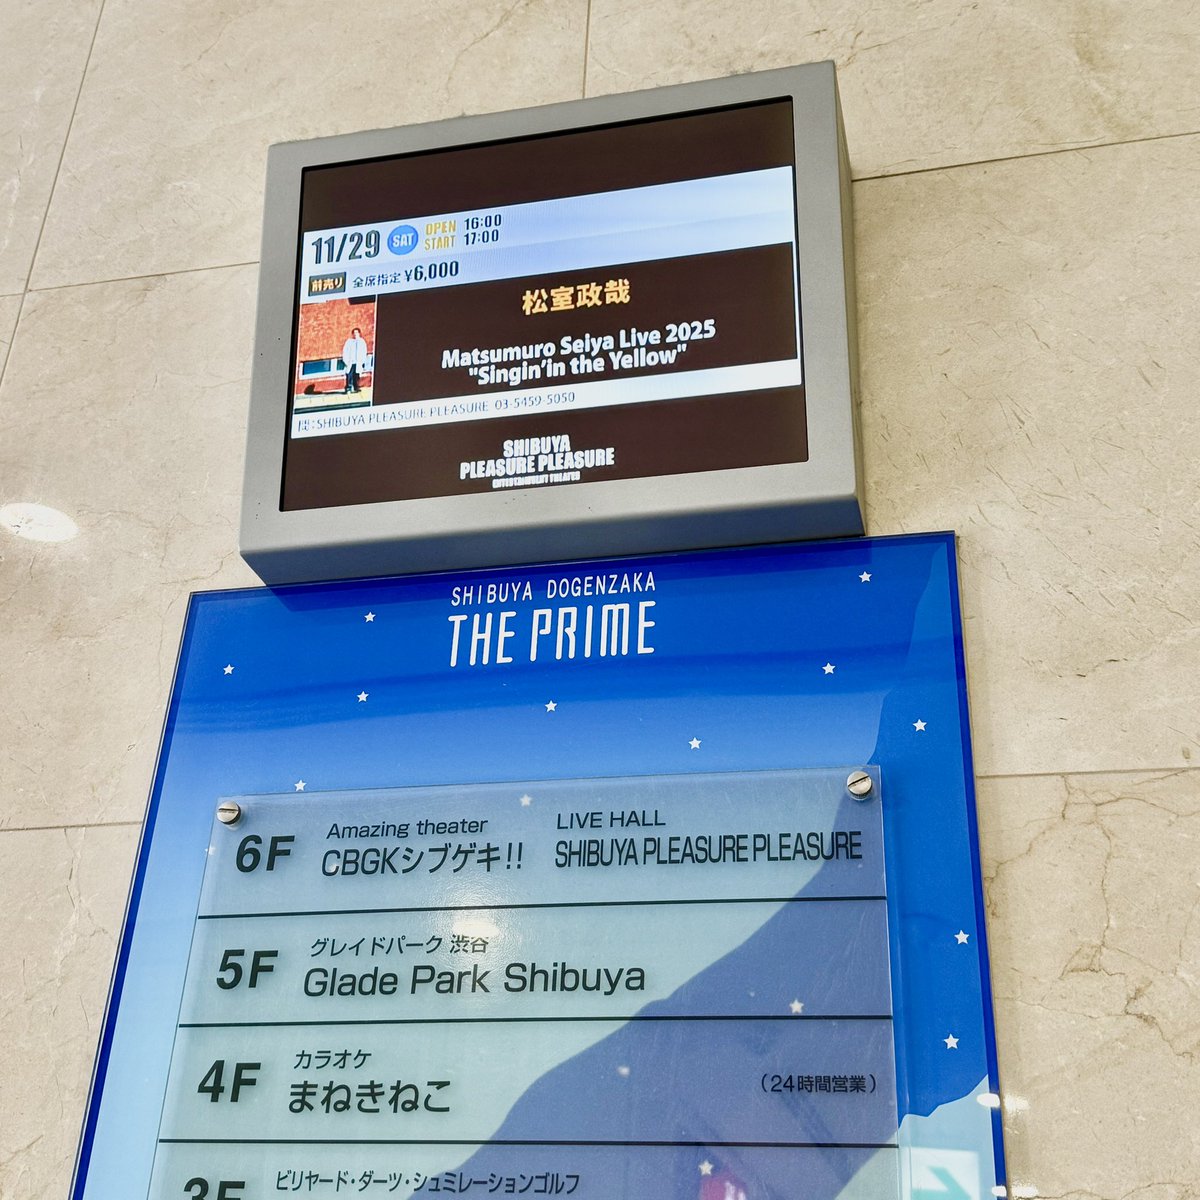 11/29 SAT OPEN 16:00
START 17:00
前売り 全席指定 ¥6,000
松室政哉
Matsumuro Seiya Live 2025
"Singin'in the Yellow"
問:SHIBUYA PLEASURE PLEASURE 03-5459-5050
SHIBUYA
PLEASURE PLEASURE
ENTERTAINMENT THEATER
SHIBUYA DOGENZAKA
THE PRIME
6F Amazing theater
CBGKシブゲキ!!
LIVE HALL
SHIBUYA PLEASURE PLEASURE
5F グレイドパーク 渋谷
Glade Park Shibuya
4F カラオケ
まねきねこ (24時間営業)
3F ビリヤード・ダーツ・シュミレーションゴルフ